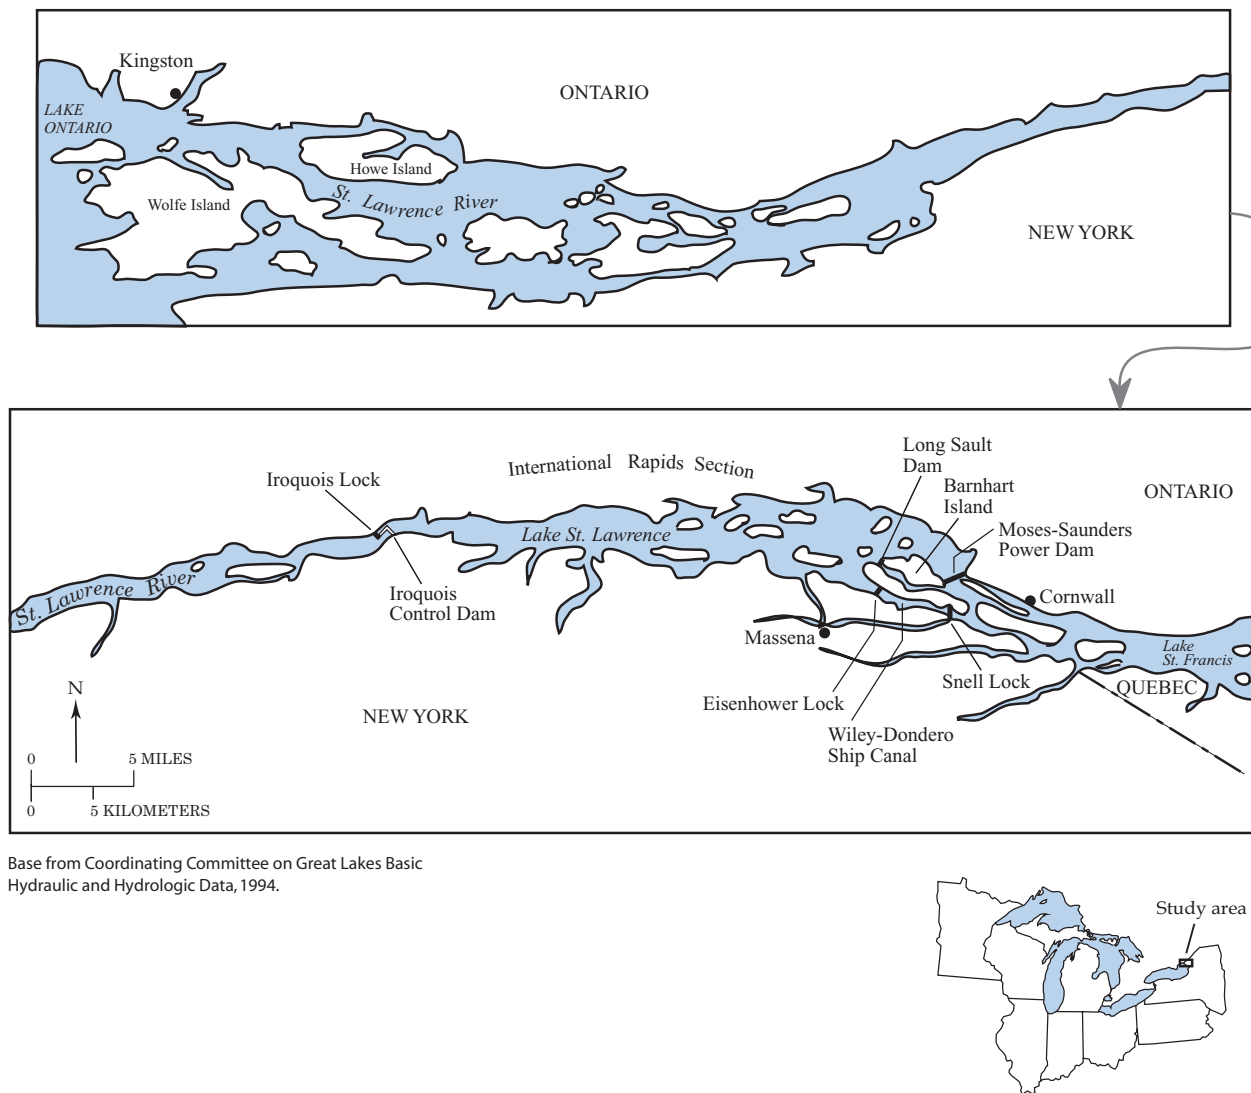 Kingston
ONTARIO
LAKE
ONTARIO
Howe Island
Wolfe Island
St. Lawrence River
NEW YORK
Long Sault
Dam
International Rapids Section
Barnhart
Island
Iroquois Lock
ONTARIO
Moses-Saunders
Power Dam
Lake St. Lawrence
St. Lawrence River
Iroquois
Control Dam
Cornwall
Massena
Lake
St. Francis
Snell Lock
QUEBEC
Eisenhower Lock
N
NEW YORK
Wiley-Dondero
Ship Canal
0 5 MILES
0 5 KILOMETERS
Base from Coordinating Committee on Great Lakes Basic
Hydraulic and Hydrologic Data, 1994.
Study area